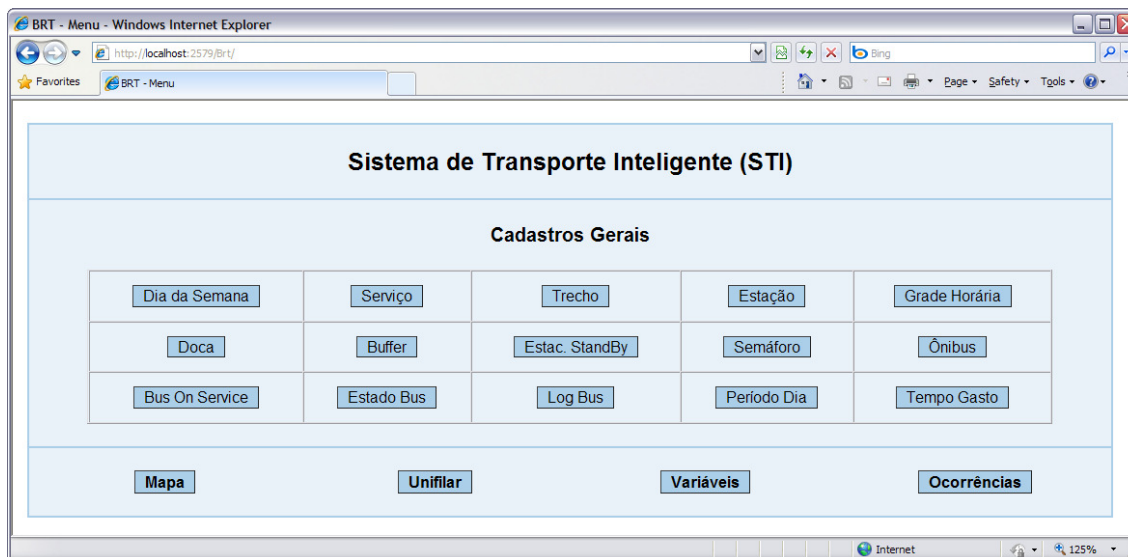 BRT - Menu - Windows Internet Explorer
http://localhost:2579/Brt/
Bing
Favorites
BRT - Menu
Page
Safety
Tools
Sistema de Transporte Inteligente (STI)
Cadastros Gerais
Dia da Semana Serviço Trecho Estação Grade Horária
Doca Buffer Estac. StandBy Semáforo Ônibus
Bus On Service Estado Bus Log Bus Período Dia Tempo Gasto
Mapa Unifilar Variáveis Ocorrências
Internet
125%